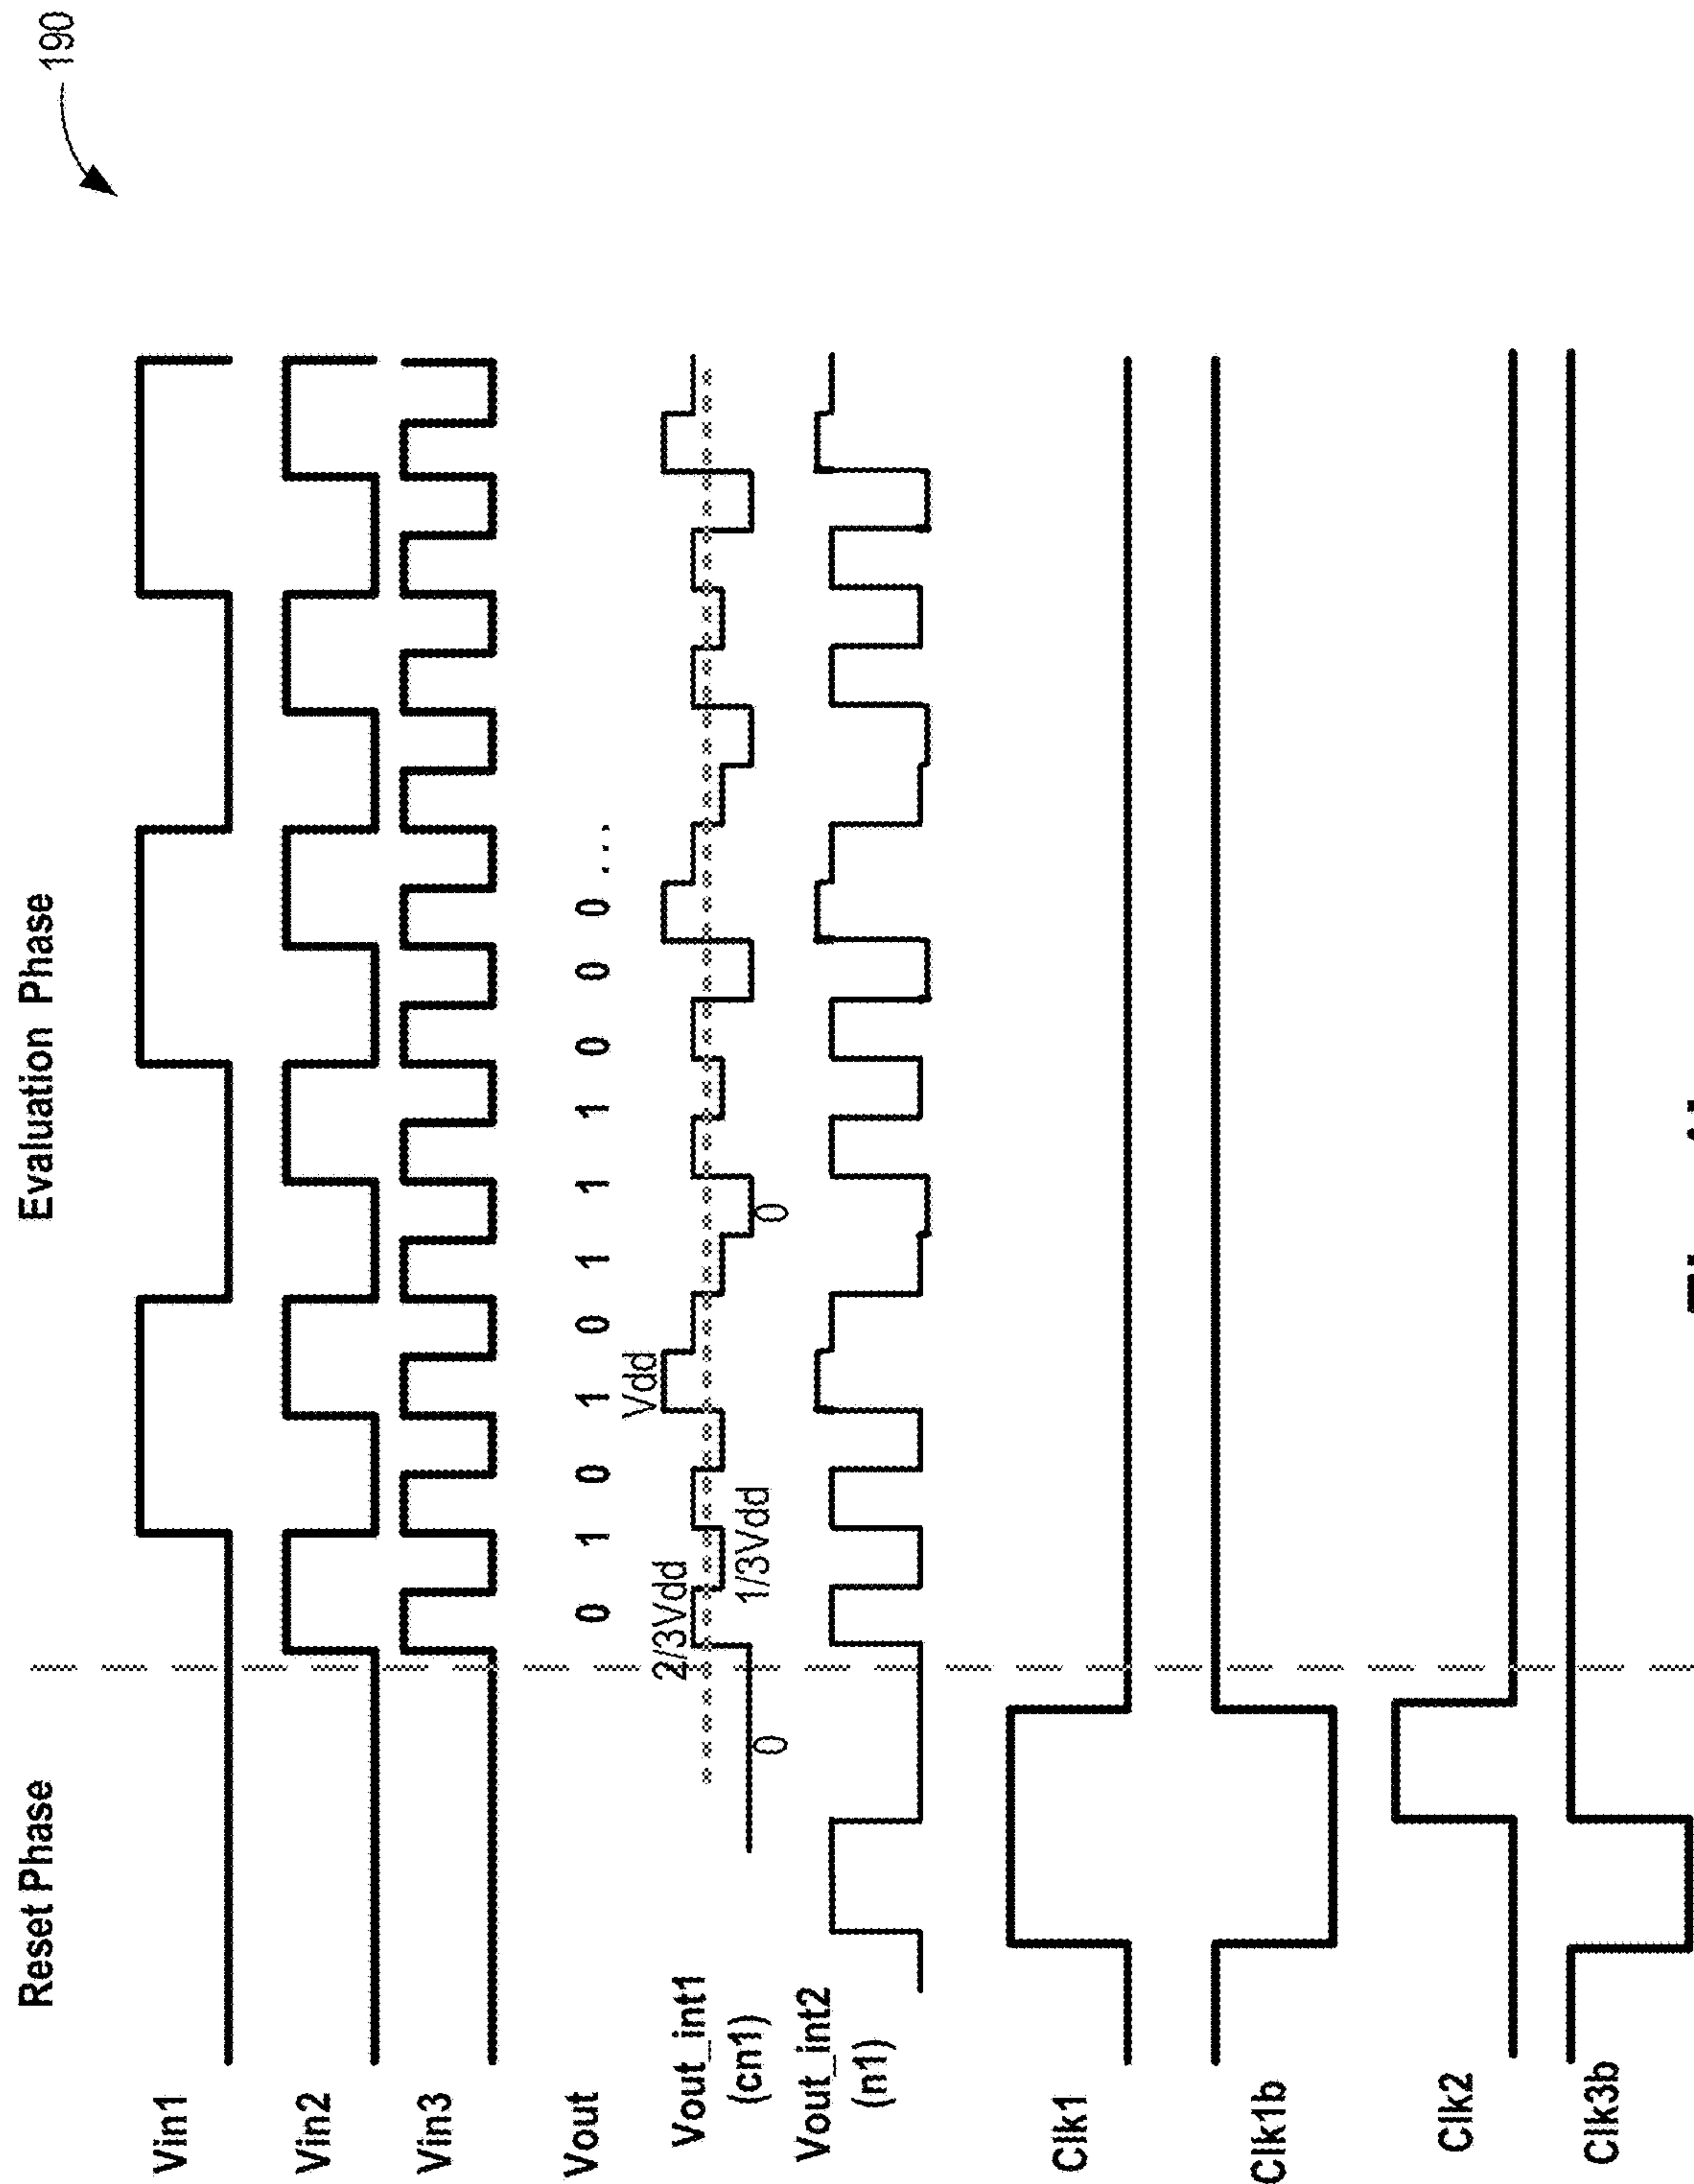 190
Reset Phase
Evaluation Phase
Vin1
Vin2
Vin3
Vout
0 1 0 1 0 1 1 1 0 0 0 ...
Vout_int1
(cn1)
0
2/3Vdd
1/3Vdd
Vdd
0
Vout_int2
(n1)
Clk1
Clk1b
Clk2
Clk3b